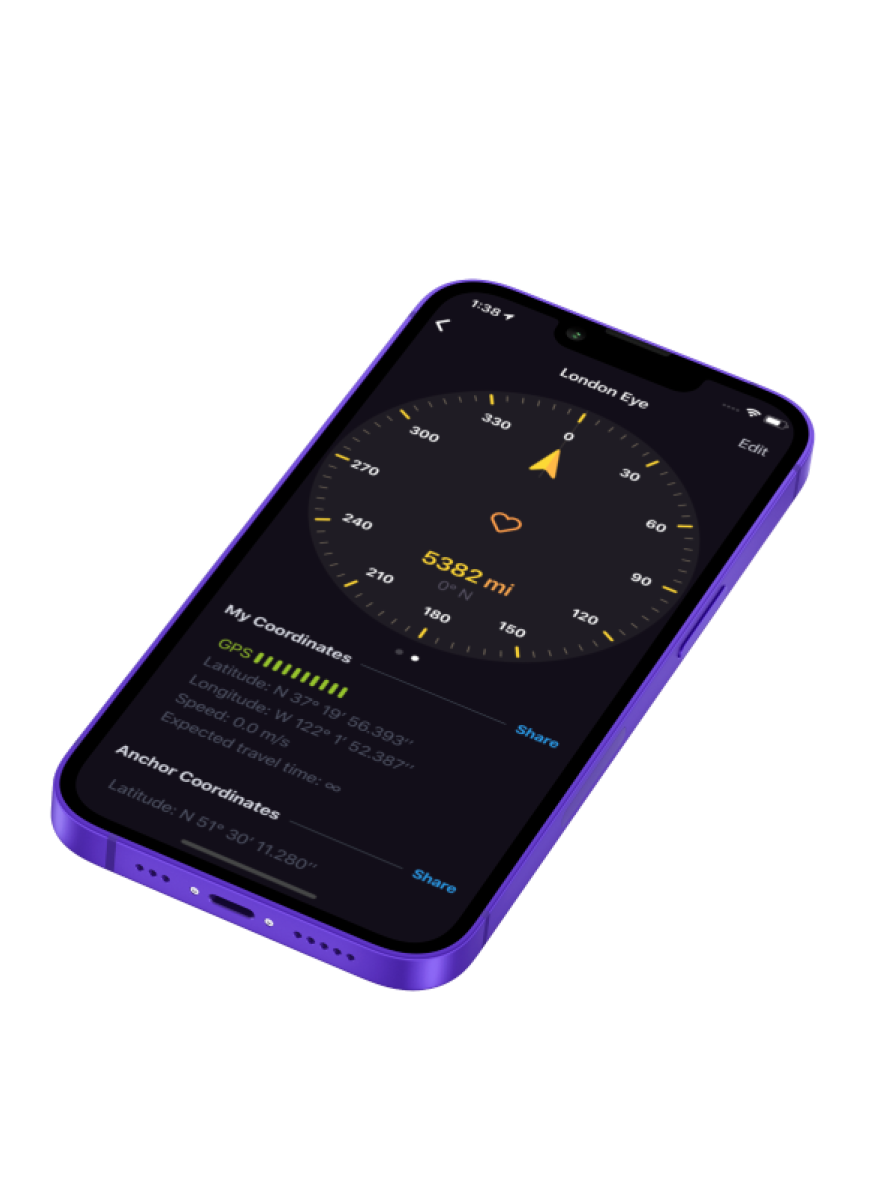 1:38
London Eye
Edit
0
30
60
90
120
150
180
210
240
270
300
330
5382 mi
0° N
My Coordinates
Share
GPS
Latitude: N 37° 19′ 56.393′′
Longitude: W 122° 1′ 52.387′′
Speed: 0.0 m/s
Expected travel time: ∞
Anchor Coordinates
Share
Latitude: N 51° 30′ 11.280′′